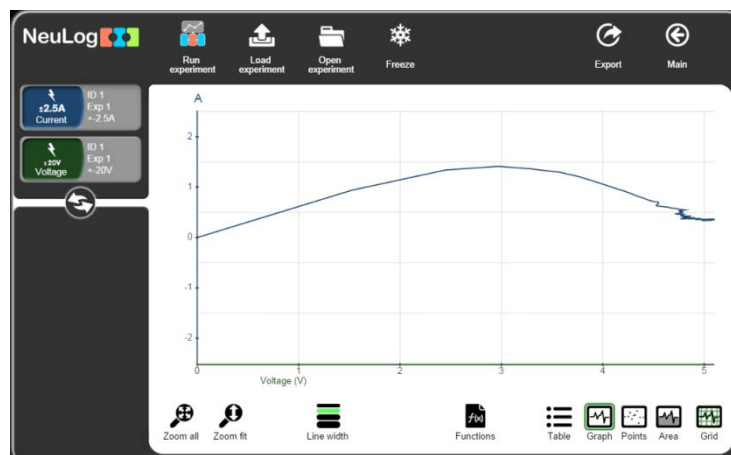 NeuLog
Run
experiment
Load
experiment
Open
experiment
Freeze
Export
Main
±2.5A
Current
ID 1
Exp 1
+-2.5A
±20V
Voltage
ID 1
Exp 1
+-20V
A
2
1
0
-1
-2
0
1
2
3
4
5
Voltage (V)
Zoom all
Zoom fit
Line width
f(x)
Functions
Table
Graph
Points
Area
Grid